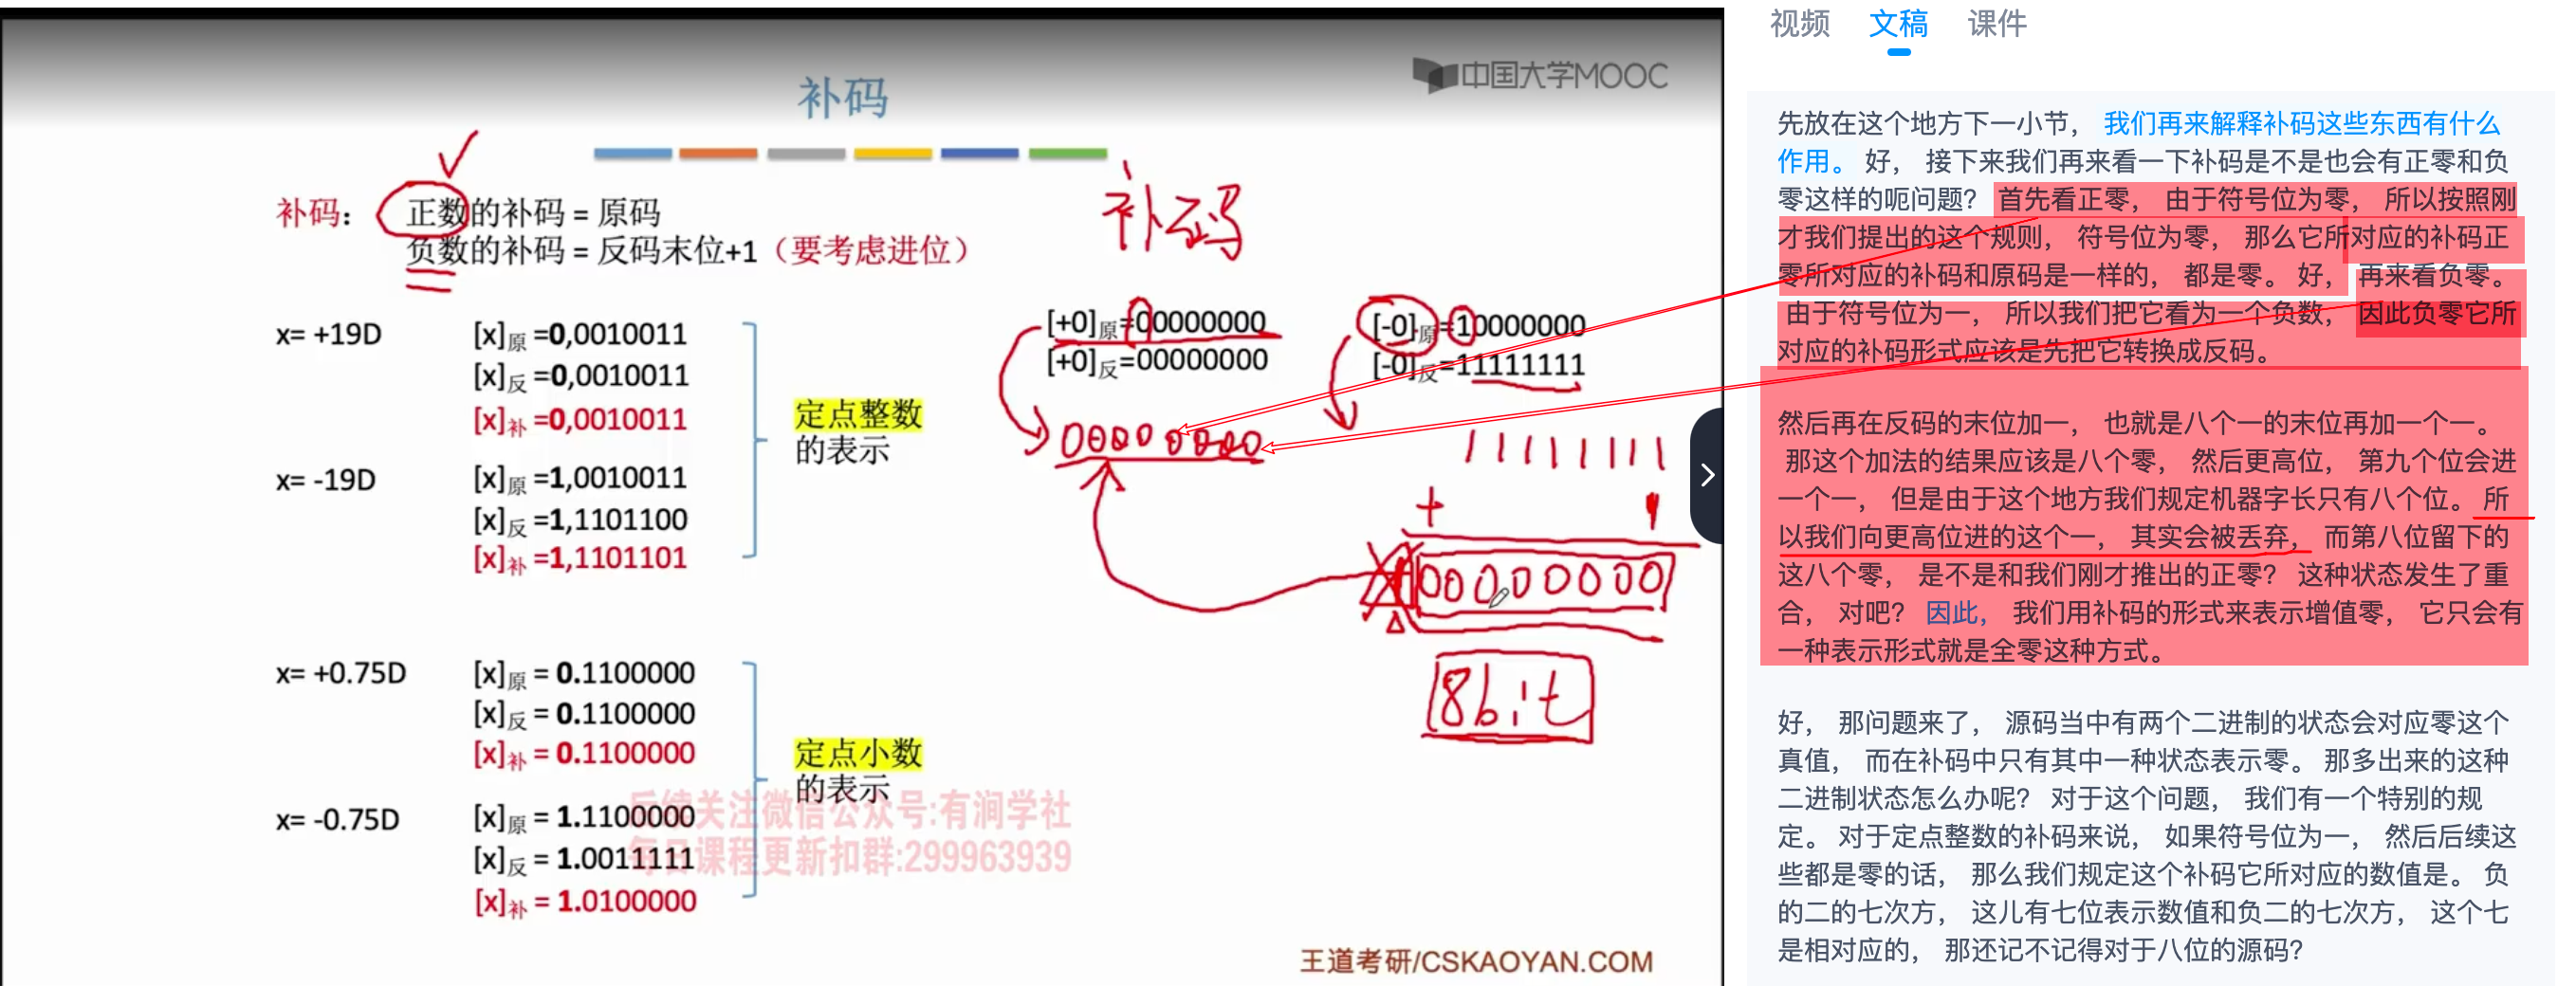 补码
中国大学MOOC
补码
补码： 正数的补码 = 原码
负数的补码 = 反码末位+1（要考虑进位）
x= +19D
[x]原 =0,0010011
[x]反 =0,0010011
[x]补 =0,0010011
x= -19D
[x]原 =1,0010011
[x]反 =1,1101100
[x]补 =1,1101101
定点整数
的表示
[+0]原=00000000
[+0]反=00000000
00000000
[-0]原=10000000
[-0]反=11111111
11111111
+ 1
00000000
8bit
x= +0.75D
[x]原 = 0.1100000
[x]反 = 0.1100000
[x]补 = 0.1100000
x= -0.75D
[x]原 = 1.1100000
[x]反 = 1.0011111
[x]补 = 1.0100000
定点小数
的表示
后续关注微信公众号:有涧学社
每日课程更新扣群:299963939
王道考研/CSKAOYAN.COM
视频 文稿 课件
先放在这个地方下一小节， 我们再来解释补码这些东西有什么
作用。 好， 接下来我们再来看一下补码是不是也会有正零和负
零这样的呃问题？ 首先看正零， 由于符号位为零， 所以按照刚
才我们提出的这个规则， 符号位为零， 那么它所对应的补码正
零所对应的补码和原码是一样的， 都是零。 好， 再来看负零。
由于符号位为一， 所以我们把它看为一个负数， 因此负零它所
对应的补码形式应该是先把它转换成反码。
然后再在反码的末位加一， 也就是八个一的末位再加一个一。
那这个加法的结果应该是八个零， 然后更高位， 第九个位会进
一个一， 但是由于这个地方我们规定机器字长只有八个位。 所
以我们向更高位进的这个一， 其实会被丢弃， 而第八位留下的
这八个零， 是不是和我们刚才推出的正零？ 这种状态发生了重
合， 对吧？ 因此， 我们用补码的形式来表示增值零， 它只会有
一种表示形式就是全零这种方式。
好， 那问题来了， 源码当中有两个二进制的状态会对应零这个
真值， 而在补码中只有其中一种状态表示零。 那多出来的这种
二进制状态怎么办呢？ 对于这个问题， 我们有一个特别的规
定。 对于定点整数的补码来说， 如果符号位为一， 然后后续这
些都是零的话， 那么我们规定这个补码它所对应的数值是。 负
的二的七次方， 这儿有七位表示数值和负二的七次方， 这个七
是相对应的， 那还记不记得对于八位的源码？